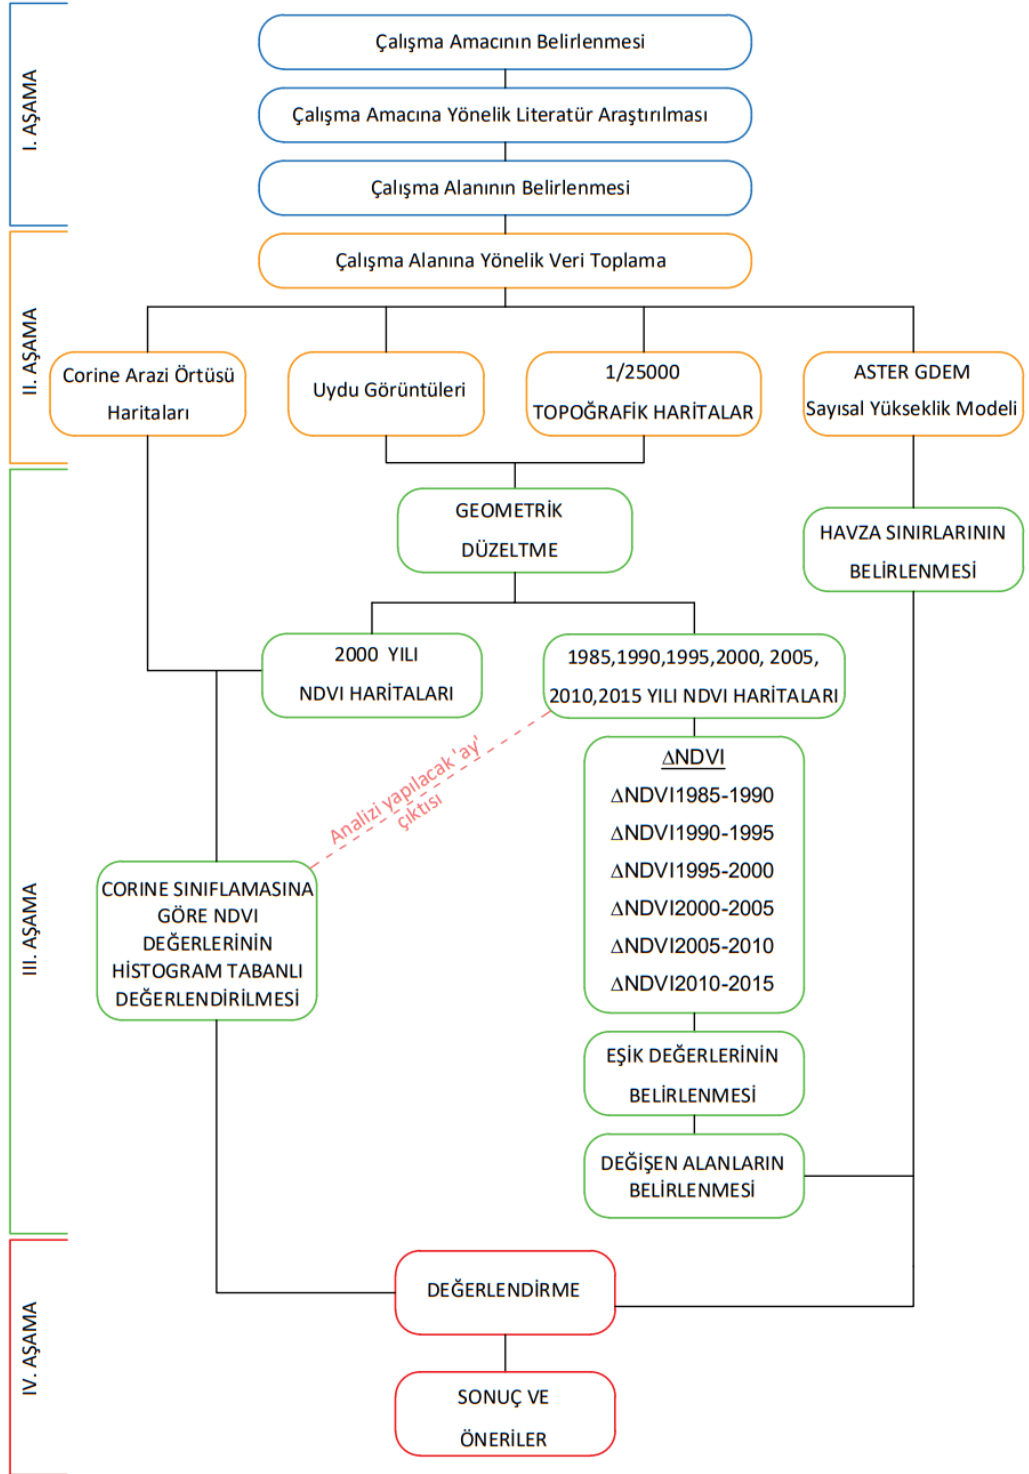 I. AŞAMA
Çalışma Amacının Belirlenmesi
Çalışma Amacına Yönelik Literatür Araştırılması
Çalışma Alanının Belirlenmesi
II. AŞAMA
Çalışma Alanına Yönelik Veri Toplama
Corine Arazi Örtüsü
Haritaları
Uydu Görüntüleri
1/25000
TOPOĞRAFİK HARİTALAR
ASTER GDEM
Sayısal Yükseklik Modeli
III. AŞAMA
GEOMETRİK
DÜZELTME
HAVZA SINIRLARININ
BELİRLENMESİ
2000 YILI
NDVI HARİTALARI
1985,1990,1995,2000, 2005,
2010,2015 YILI NDVI HARİTALARI
Analizi yapılacak 'ay'
çıktısı
∆NDVI
∆NDVI1985-1990
∆NDVI1990-1995
∆NDVI1995-2000
∆NDVI2000-2005
∆NDVI2005-2010
∆NDVI2010-2015
CORINE SINIFLAMASINA
GÖRE NDVI
DEĞERLERİNİN
HİSTOGRAM TABANLI
DEĞERLENDİRİLMESİ
EŞİK DEĞERLERİNİN
BELİRLENMESİ
DEĞİŞEN ALANLARIN
BELİRLENMESİ
IV. AŞAMA
DEĞERLENDİRME
SONUÇ VE
ÖNERİLER